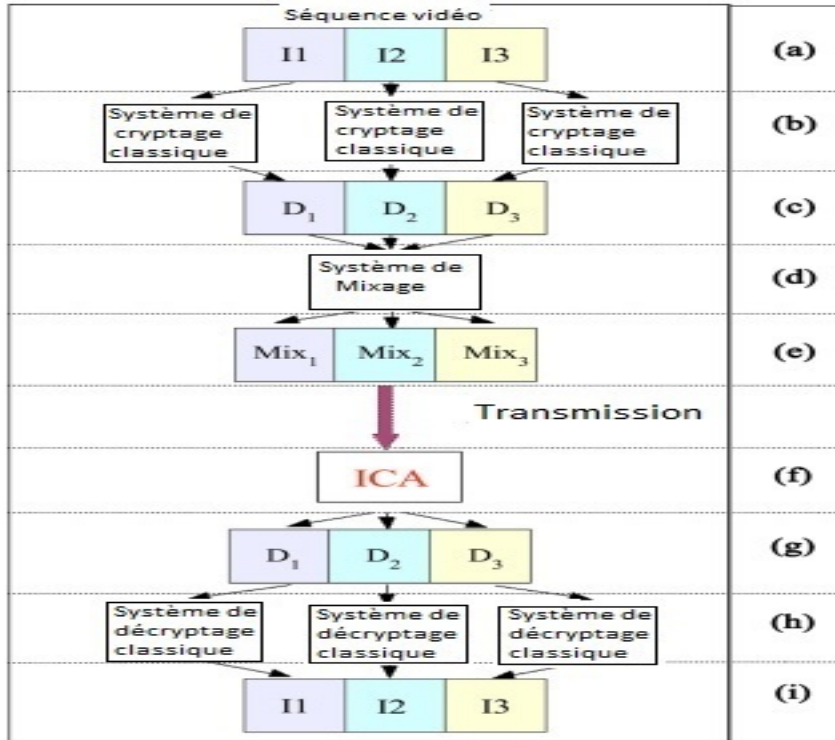 Séquence vidéo
I1 I2 I3 (a)
Système de cryptage classique
Système de cryptage classique
Système de cryptage classique
(b)
D₁ D₂ D₃ (c)
Système de Mixage
(d)
Mix₁ Mix₂ Mix₃ (e)
Transmission
ICA (f)
D₁ D₂ D₃ (g)
Système de décryptage classique
Système de décryptage classique
Système de décryptage classique
(h)
I1 I2 I3 (i)